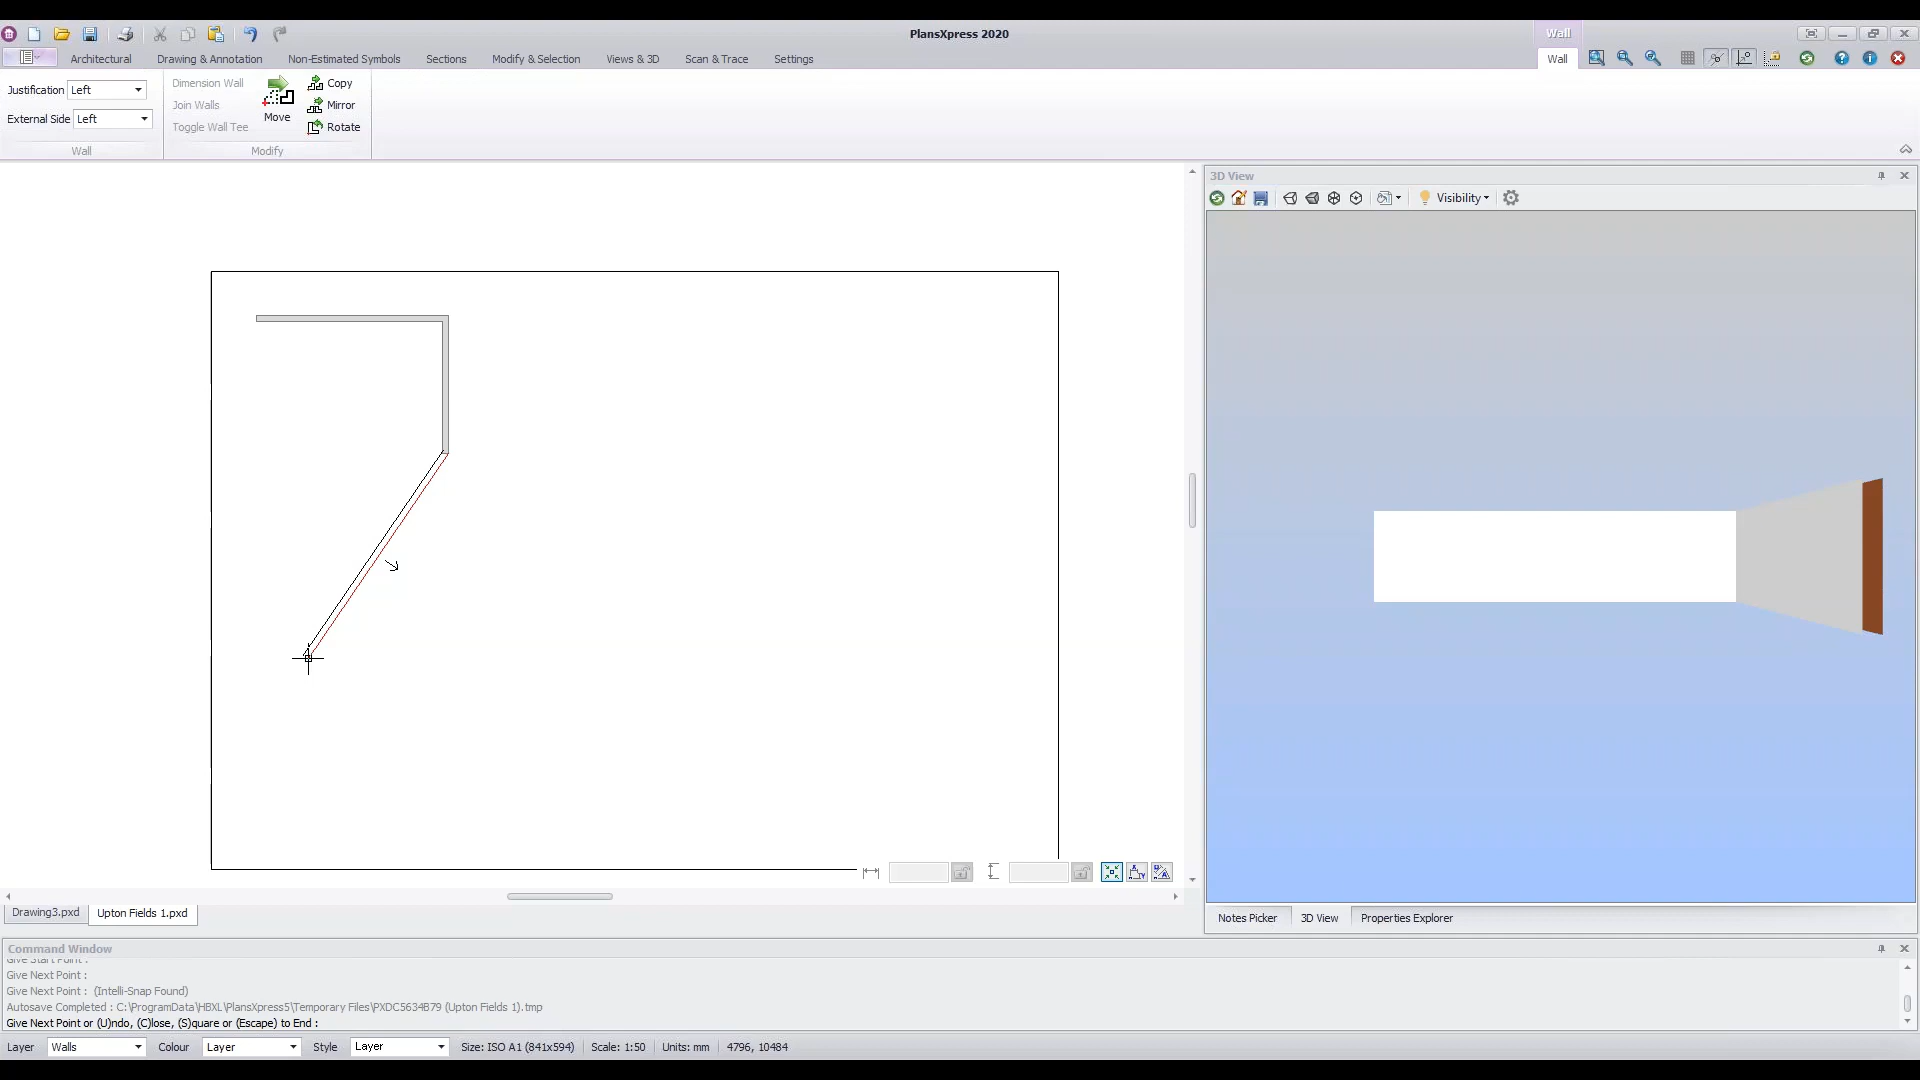 PlansXpress 2020
Wall
Architectural Drawing & Annotation Non-Estimated Symbols Sections Modify & Selection Views & 3D Scan & Trace Settings Wall
Justification Left
External Side Left
Wall
Dimension Wall
Join Walls
Toggle Wall Tee
Move
Copy
Mirror
Rotate
Modify
3D View
Visibility
Notes Picker 3D View Properties Explorer
Drawing3.pxd Upton Fields 1.pxd
Command Window
Give Start Point :
Give Next Point :
Give Next Point : (Intelli-Snap Found)
Autosave Completed : C:\ProgramData\HBXL\PlansXpress5\Temporary Files\PXDC5634B79 (Upton Fields 1).tmp
Give Next Point or (U)ndo, (C)lose, (S)quare or (Escape) to End :
Layer Walls Colour Layer Style Layer Size: ISO A1 (841x594) Scale: 1:50 Units: mm 4796, 10484